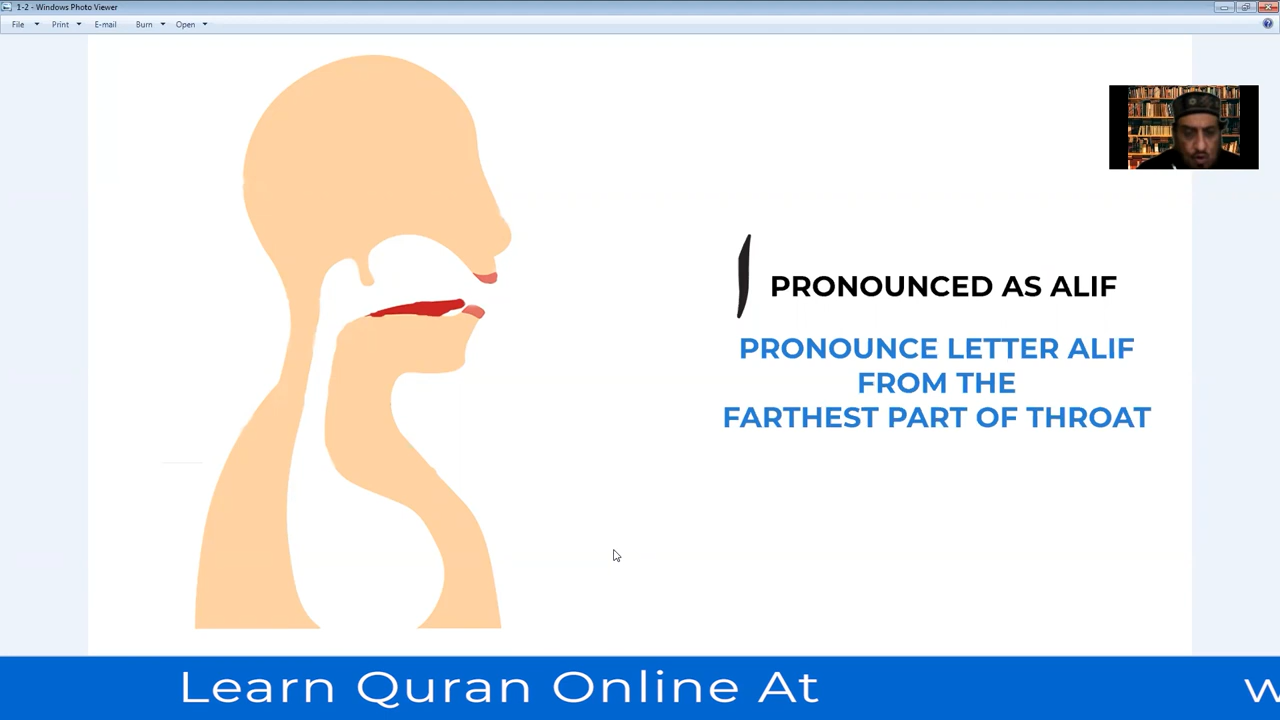 1-2 - Windows Photo Viewer
File Print E-mail Burn Open
ا PRONOUNCED AS ALIF
PRONOUNCE LETTER ALIF
FROM THE
FARTHEST PART OF THROAT
Learn Quran Online At